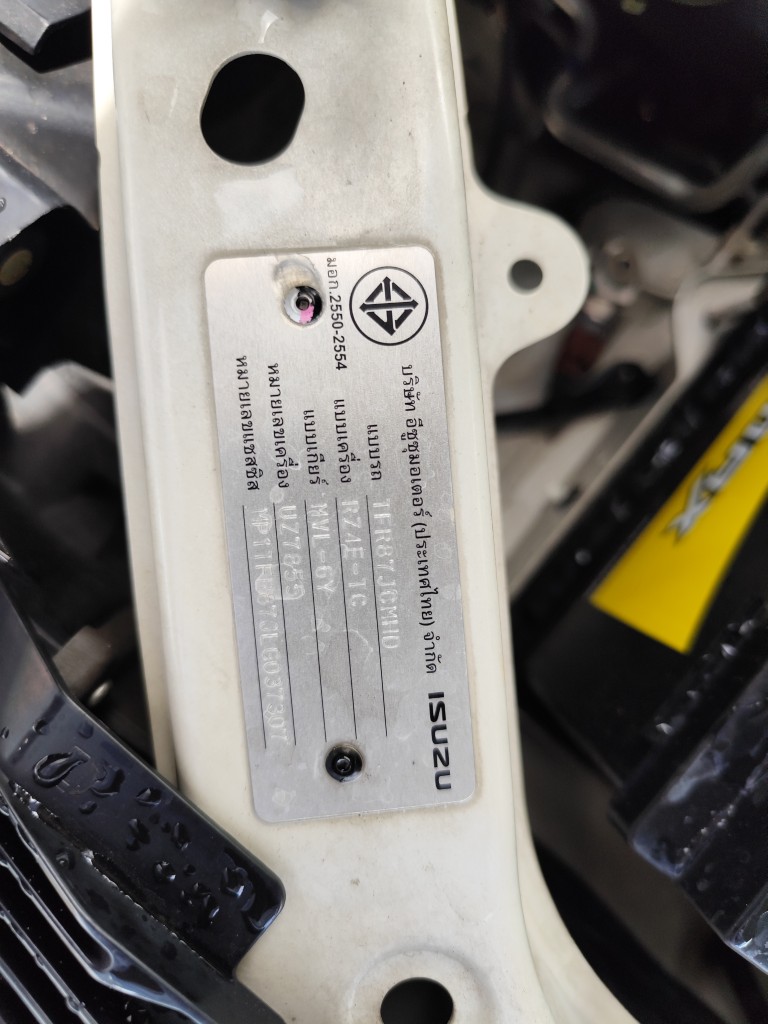 มอก.2550-2554
บริษัท อีซูซุมอเตอร์ (ประเทศไทย) จำกัด ISUZU
แบบรถ TFR87JCMHD
แบบเครื่อง R74E-TC
แบบเกียร์ MVL-6Y
หมายเลขเครื่อง UZ7859
หมายเลขแชสซิส